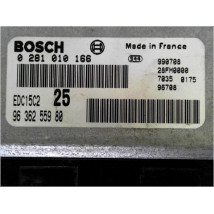 BOSCH
Made in France
0 281 010 166
990708
28FM0000
7035 0175
96708
EDC15C2 25
96 362 559 80